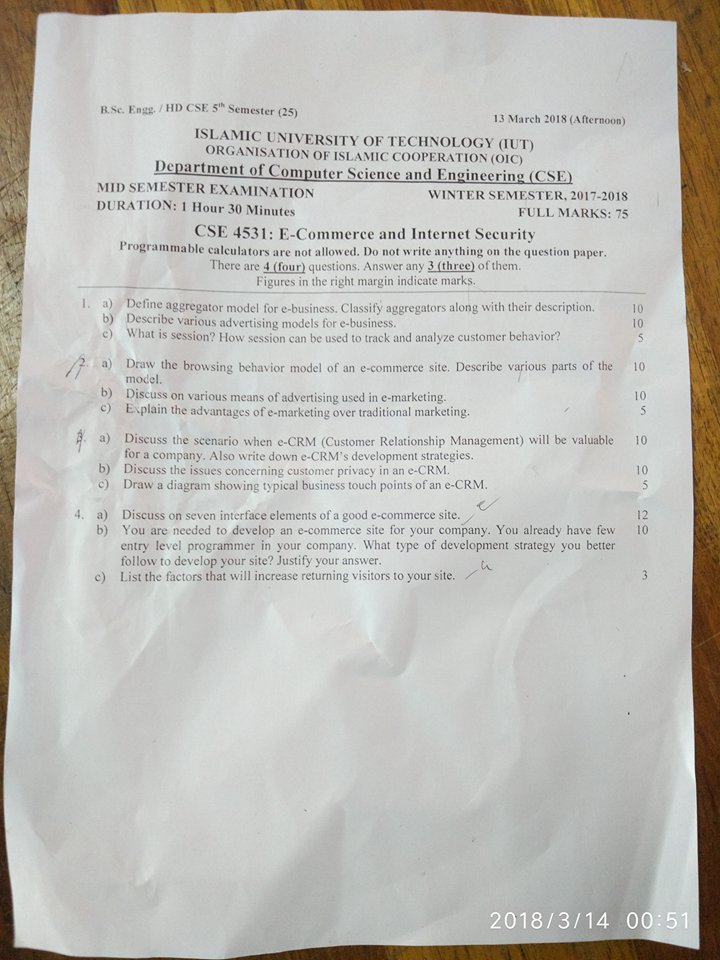 B.Sc. Engg. / HD CSE 5th Semester (25)
13 March 2018 (Afternoon)
ISLAMIC UNIVERSITY OF TECHNOLOGY (IUT)
ORGANISATION OF ISLAMIC COOPERATION (OIC)
Department of Computer Science and Engineering (CSE)
MID SEMESTER EXAMINATION WINTER SEMESTER, 2017-2018
DURATION: 1 Hour 30 Minutes FULL MARKS: 75
CSE 4531: E-Commerce and Internet Security
Programmable calculators are not allowed. Do not write anything on the question paper.
There are 4 (four) questions. Answer any 3 (three) of them.
Figures in the right margin indicate marks.
1. a) Define aggregator model for e-business. Classify aggregators along with their description. 10
b) Describe various advertising models for e-business. 10
c) What is session? How session can be used to track and analyze customer behavior? 5
2. a) Draw the browsing behavior model of an e-commerce site. Describe various parts of the 10
model.
b) Discuss on various means of advertising used in e-marketing. 10
c) Explain the advantages of e-marketing over traditional marketing. 5
3. a) Discuss the scenario when e-CRM (Customer Relationship Management) will be valuable 10
for a company. Also write down e-CRM's development strategies.
b) Discuss the issues concerning customer privacy in an e-CRM. 10
c) Draw a diagram showing typical business touch points of an e-CRM. 5
4. a) Discuss on seven interface elements of a good e-commerce site. 12
b) You are needed to develop an e-commerce site for your company. You already have few 10
entry level programmer in your company. What type of development strategy you better
follow to develop your site? Justify your answer.
c) List the factors that will increase returning visitors to your site. 3
2018/3/14 00:51